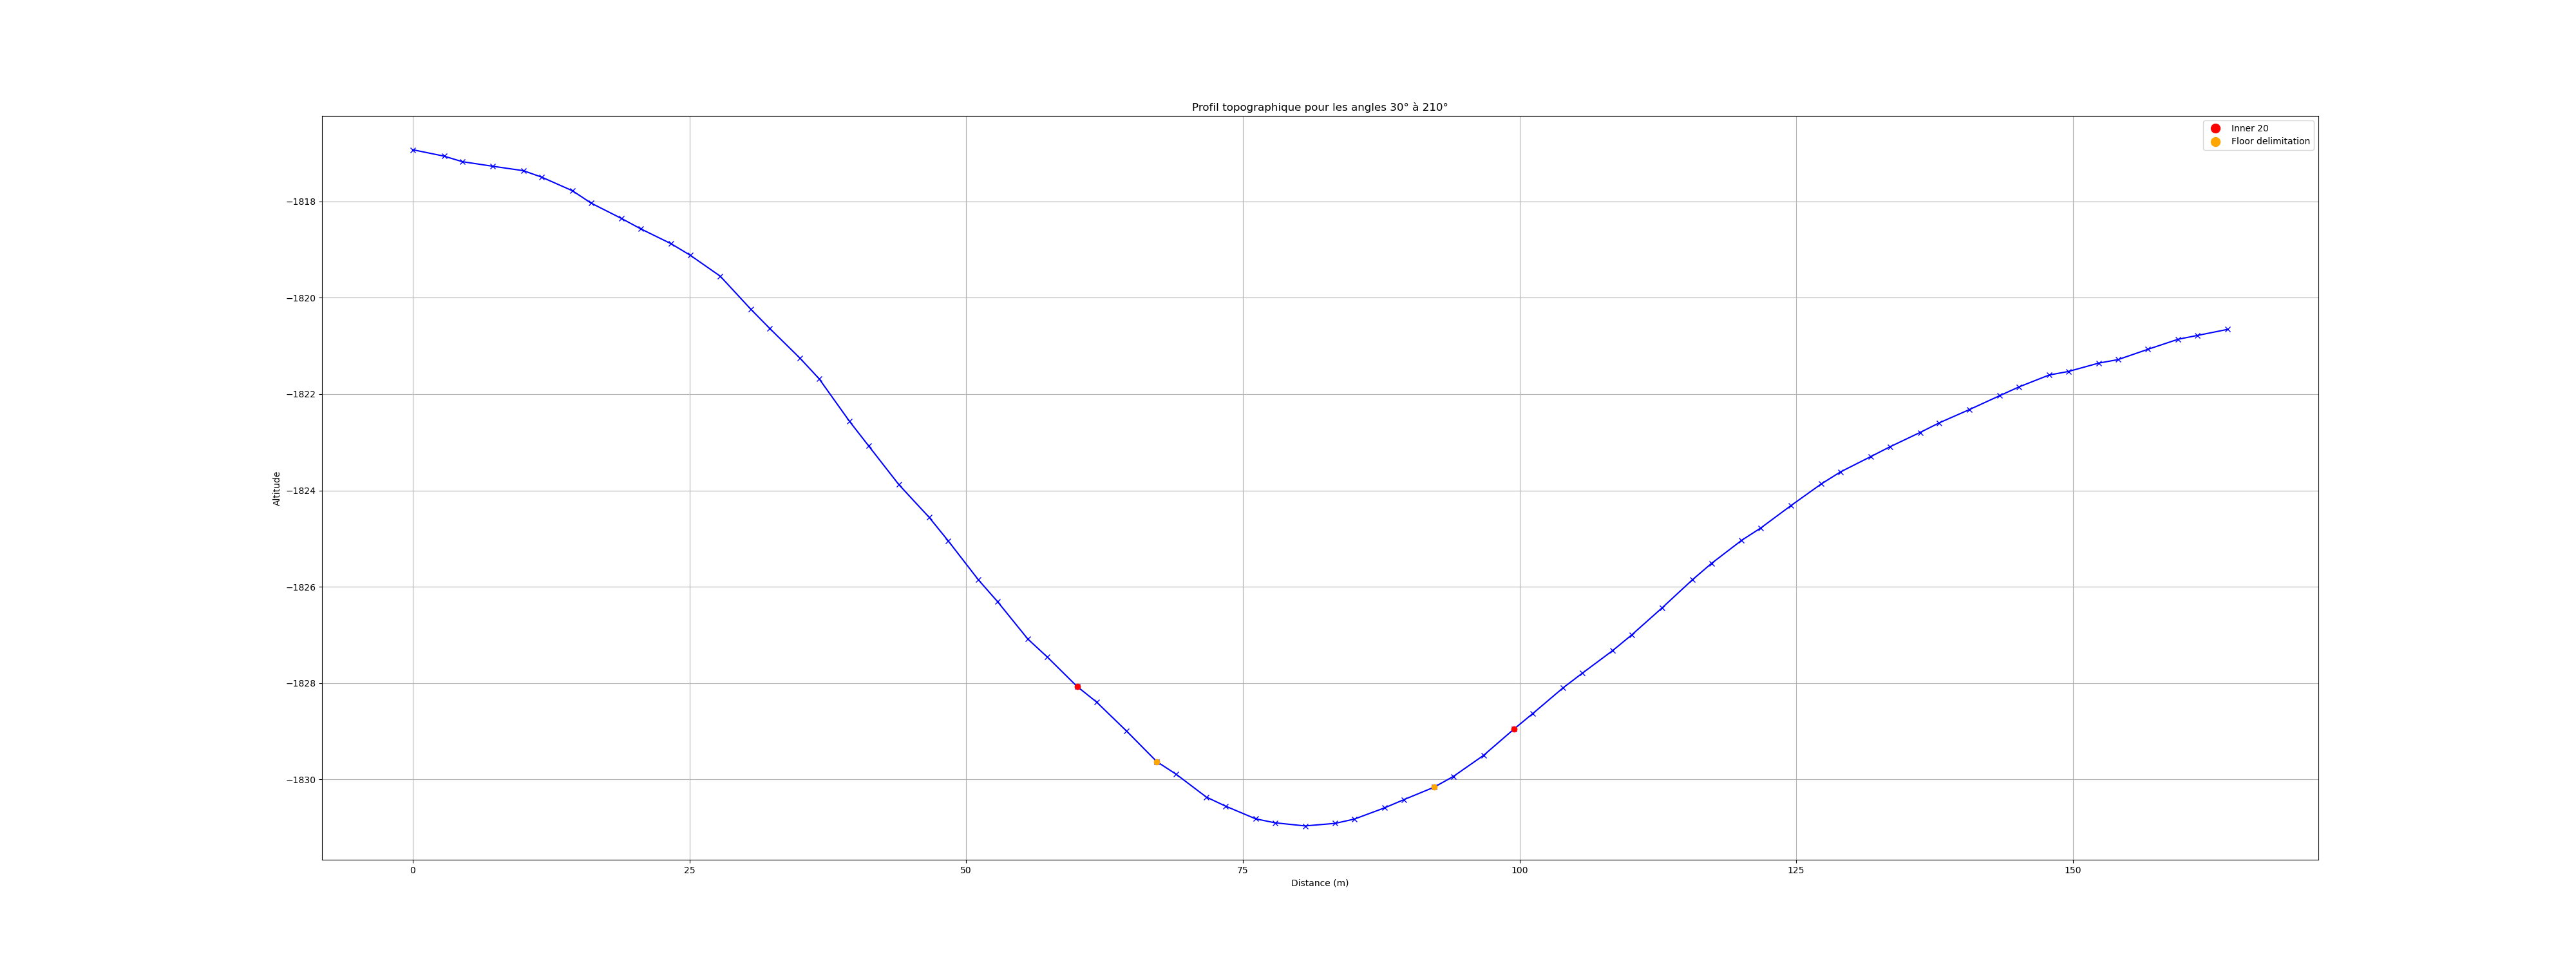 Profil topographique pour les angles 30° à 210°
Inner 20
Floor delimitation
−1818
−1820
−1822
−1824
−1826
−1828
−1830
Altitude
0 25 50 75 100 125 150
Distance (m)